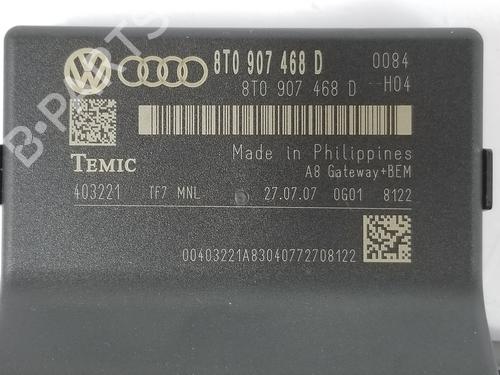 8T0 907 468 D 0084
8T0 907 468 D H04
TEMIC Made in Philippines
A8 Gateway+BEM
403221 TF7 MNL 27.07.07 0G01 8122
00403221A83040772708122
B-PARTS